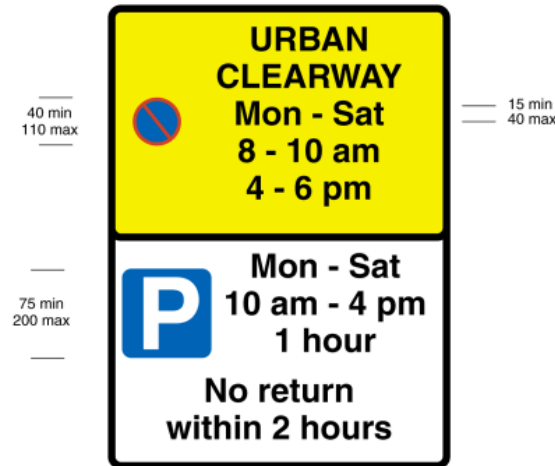 URBAN
CLEARWAY
Mon - Sat
8 - 10 am
4 - 6 pm
40 min
110 max
15 min
40 max
Mon - Sat
10 am - 4 pm
1 hour
P
75 min
200 max
No return
within 2 hours